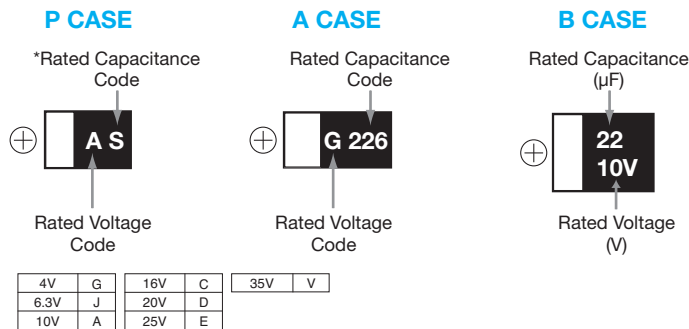 P CASE
A CASE
B CASE
*Rated Capacitance
Code
Rated Capacitance
Code
Rated Capacitance
(µF)
A S
G 226
22
10V
Rated Voltage
Code
Rated Voltage
Code
Rated Voltage
(V)
4V G 16V C 35V V
6.3V J 20V D
10V A 25V E